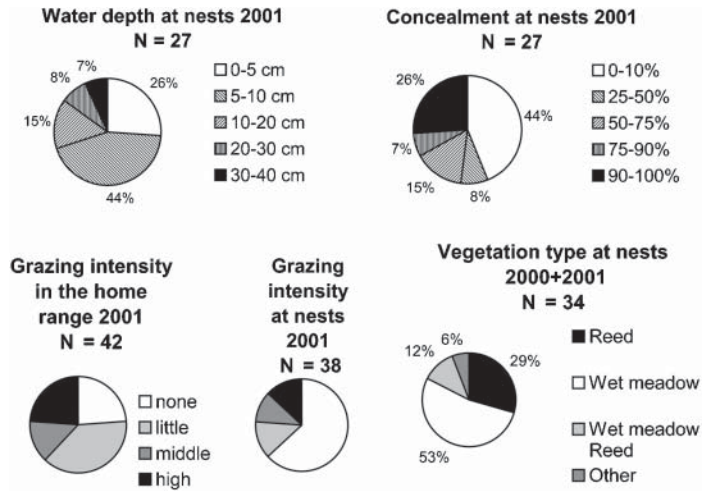 Water depth at nests 2001
N = 27
7%
8%
26%
15%
44%
0-5 cm
5-10 cm
10-20 cm
20-30 cm
30-40 cm
Concealment at nests 2001
N = 27
26%
44%
7%
15%
8%
0-10%
25-50%
50-75%
75-90%
90-100%
Grazing intensity
in the home
range 2001
N = 42
none
little
middle
high
Grazing
intensity
at nests
2001
N = 38
Vegetation type at nests
2000+2001
N = 34
6%
12%
29%
53%
Reed
Wet meadow
Wet meadow
Reed
Other